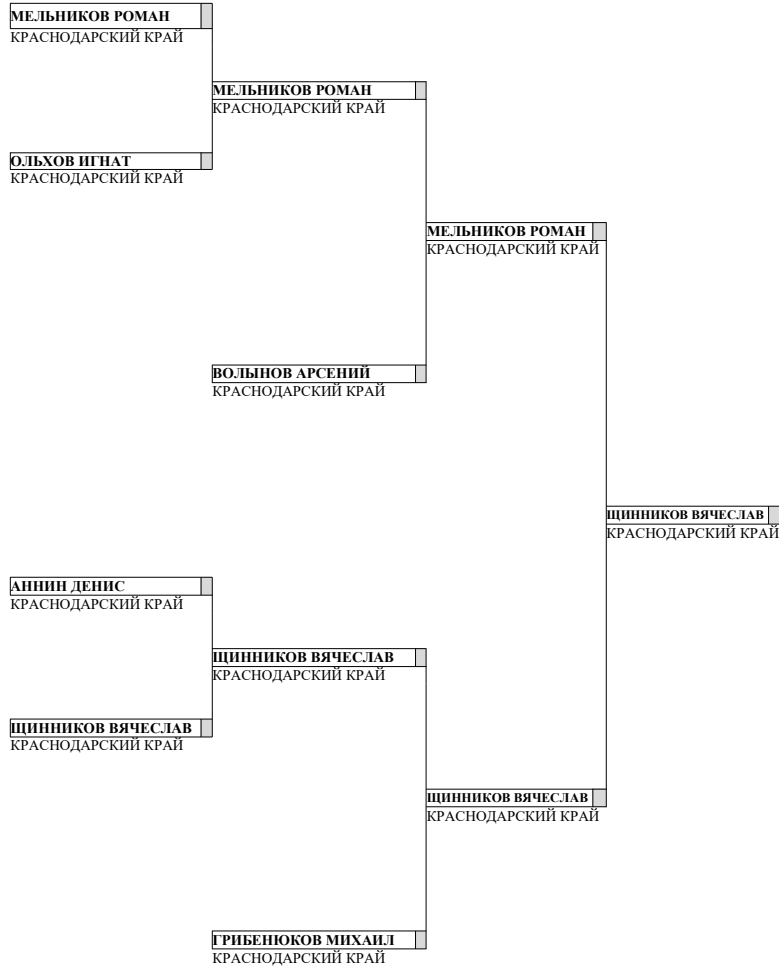 МЕЛЬНИКОВ РОМАН
КРАСНОДАРСКИЙ КРАЙ
МЕЛЬНИКОВ РОМАН
КРАСНОДАРСКИЙ КРАЙ
ОЛЬХОВ ИГНАТ
КРАСНОДАРСКИЙ КРАЙ
МЕЛЬНИКОВ РОМАН
КРАСНОДАРСКИЙ КРАЙ
ВОЛЫНОВ АРСЕНИЙ
КРАСНОДАРСКИЙ КРАЙ
ЩИННИКОВ ВЯЧЕСЛАВ
КРАСНОДАРСКИЙ КРАЙ
АННИН ДЕНИС
КРАСНОДАРСКИЙ КРАЙ
ЩИННИКОВ ВЯЧЕСЛАВ
КРАСНОДАРСКИЙ КРАЙ
ЩИННИКОВ ВЯЧЕСЛАВ
КРАСНОДАРСКИЙ КРАЙ
ЩИННИКОВ ВЯЧЕСЛАВ
КРАСНОДАРСКИЙ КРАЙ
ГРИБЕНЮКОВ МИХАИЛ
КРАСНОДАРСКИЙ КРАЙ